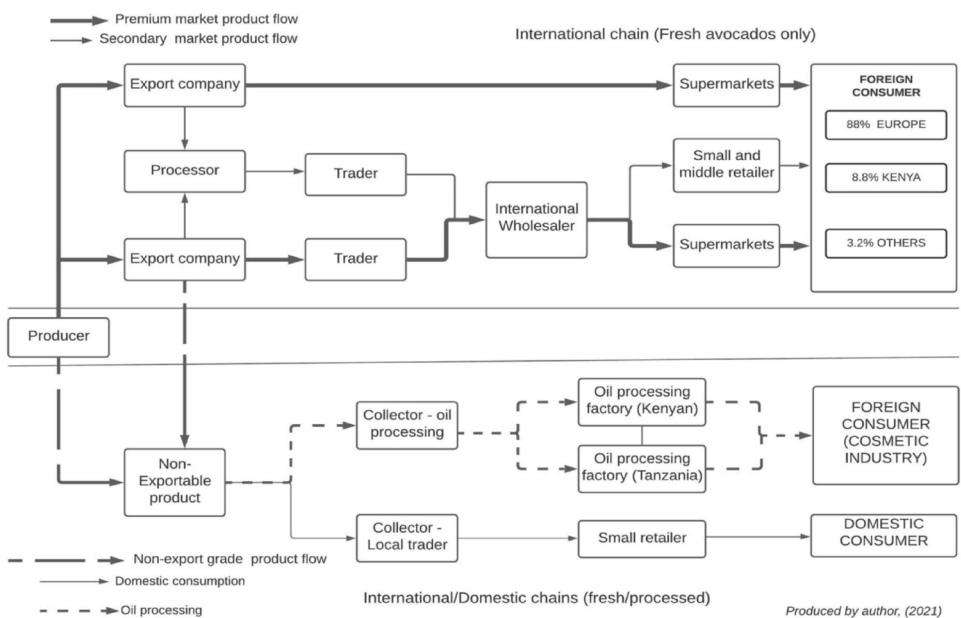 Premium market product flow
Secondary market product flow
International chain (Fresh avocados only)
Export company
Supermarkets
FOREIGN
CONSUMER
88% EUROPE
Processor
Trader
Small and
middle retailer
8.8% KENYA
International
Wholesaler
Export company
Trader
Supermarkets
3.2% OTHERS
Producer
Collector - oil
processing
Oil processing
factory (Kenyan)
FOREIGN
CONSUMER
(COSMETIC
INDUSTRY)
Non-
Exportable
product
Oil processing
factory (Tanzania)
Collector -
Local trader
Small retailer
DOMESTIC
CONSUMER
Non-export grade product flow
Domestic consumption
Oil processing
International/Domestic chains (fresh/processed)
Produced by author, (2021)